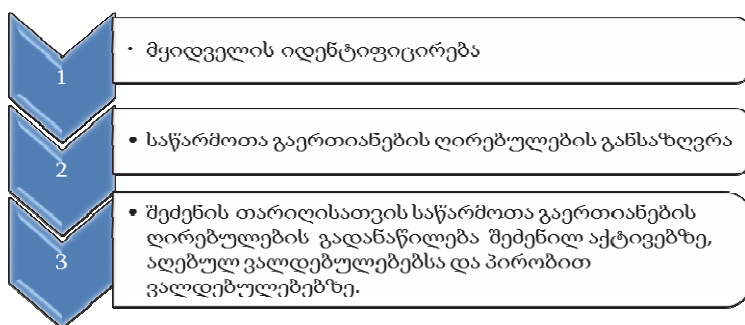 1
· მყიდველის იდენტიფიცირება
2
• საწარმოთა გაერთიანების ღირებულების განსაზღვრა
3
• შეძენის თარიღისათვის საწარმოთა გაერთიანების
ღირებულების გადანაწილება შეძენილ აქტივებზე,
აღებულ ვალდებულებებსა და პირობით
ვალდებულებებზე.